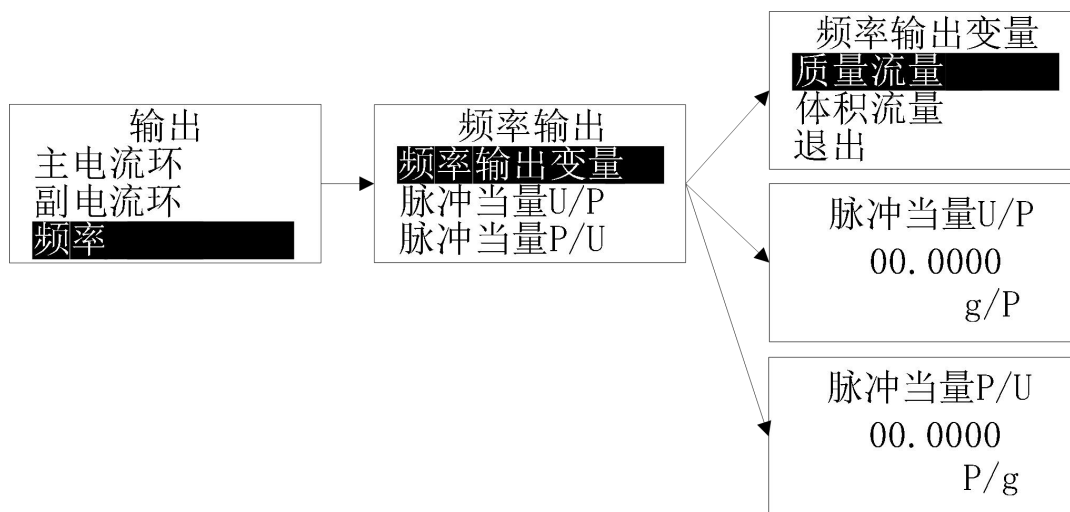 输出
主电流环
副电流环
频率
频率输出
频率输出变量
脉冲当量U/P
脉冲当量P/U
频率输出变量
质量流量
体积流量
退出
脉冲当量U/P
00.0000
g/P
脉冲当量P/U
00.0000
P/g